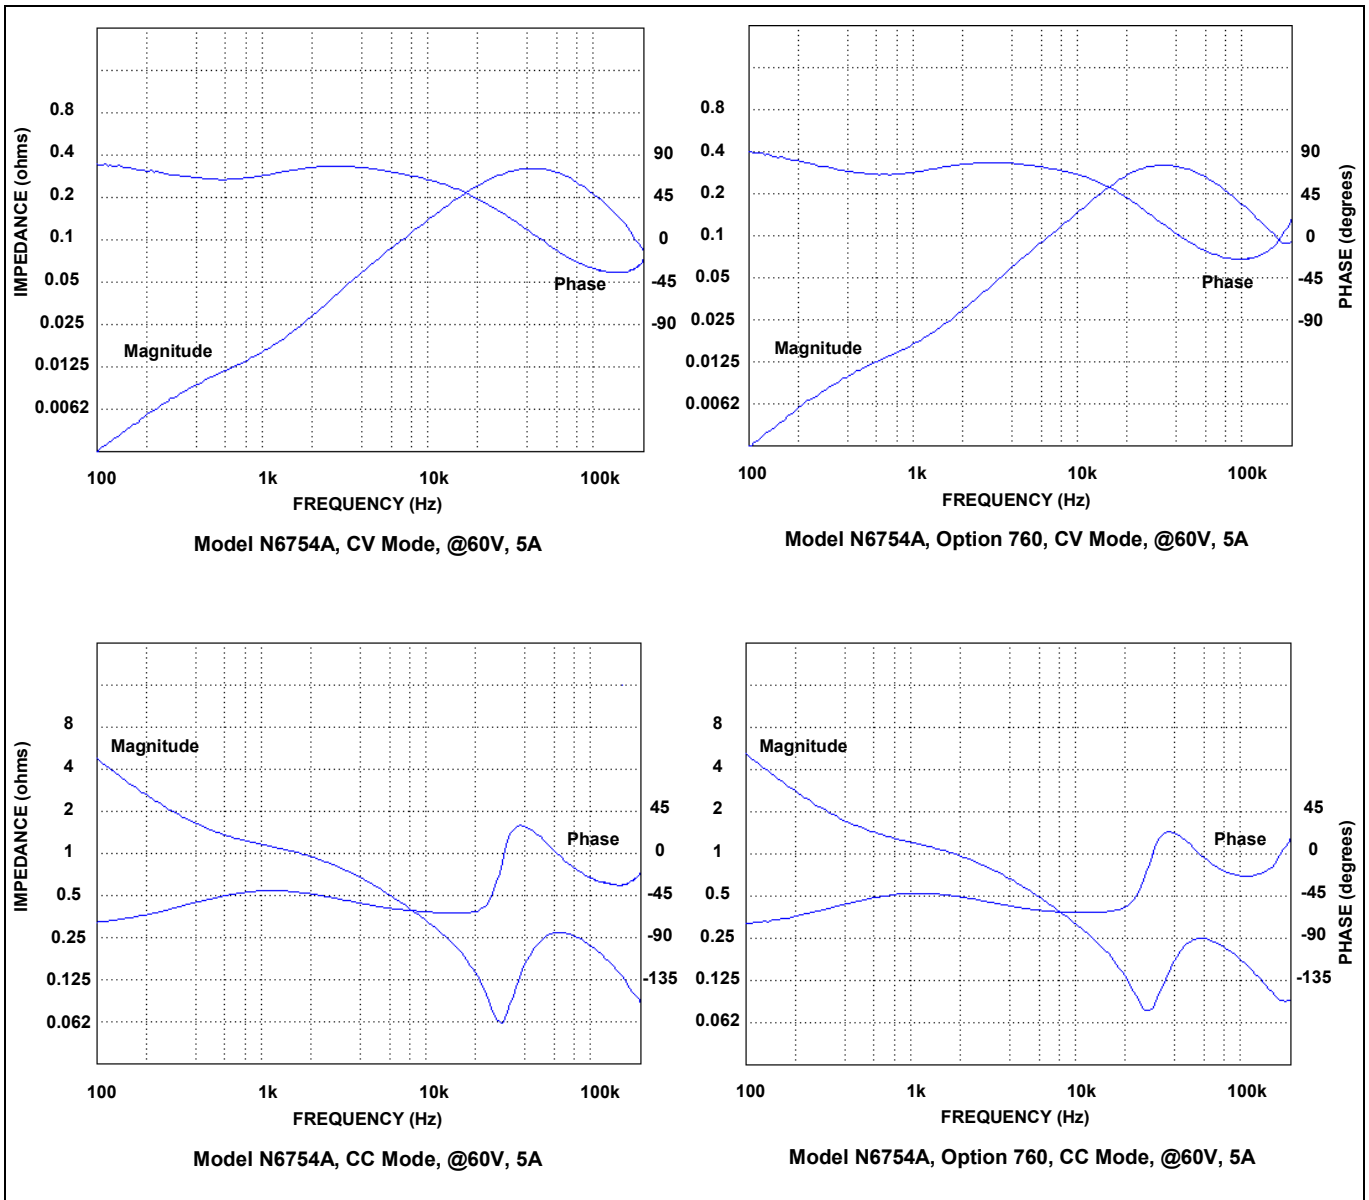 IMPEDANCE (ohms)
0.8
0.4
0.2
0.1
0.05
0.025
0.0125
0.0062
Magnitude
Phase
90
45
0
-45
-90
100
1k
10k
100k
FREQUENCY (Hz)
Model N6754A, CV Mode, @60V, 5A
0.8
0.4
0.2
0.1
0.05
0.025
0.0125
0.0062
Magnitude
Phase
90
45
0
-45
-90
PHASE (degrees)
100
1k
10k
100k
FREQUENCY (Hz)
Model N6754A, Option 760, CV Mode, @60V, 5A
IMPEDANCE (ohms)
8
4
2
1
0.5
0.25
0.125
0.062
Magnitude
Phase
45
0
-45
-90
-135
100
1k
10k
100k
FREQUENCY (Hz)
Model N6754A, CC Mode, @60V, 5A
8
4
2
1
0.5
0.25
0.125
0.062
Magnitude
Phase
45
0
-45
-90
-135
PHASE (degrees)
100
1k
10k
100k
FREQUENCY (Hz)
Model N6754A, Option 760, CC Mode, @60V, 5A